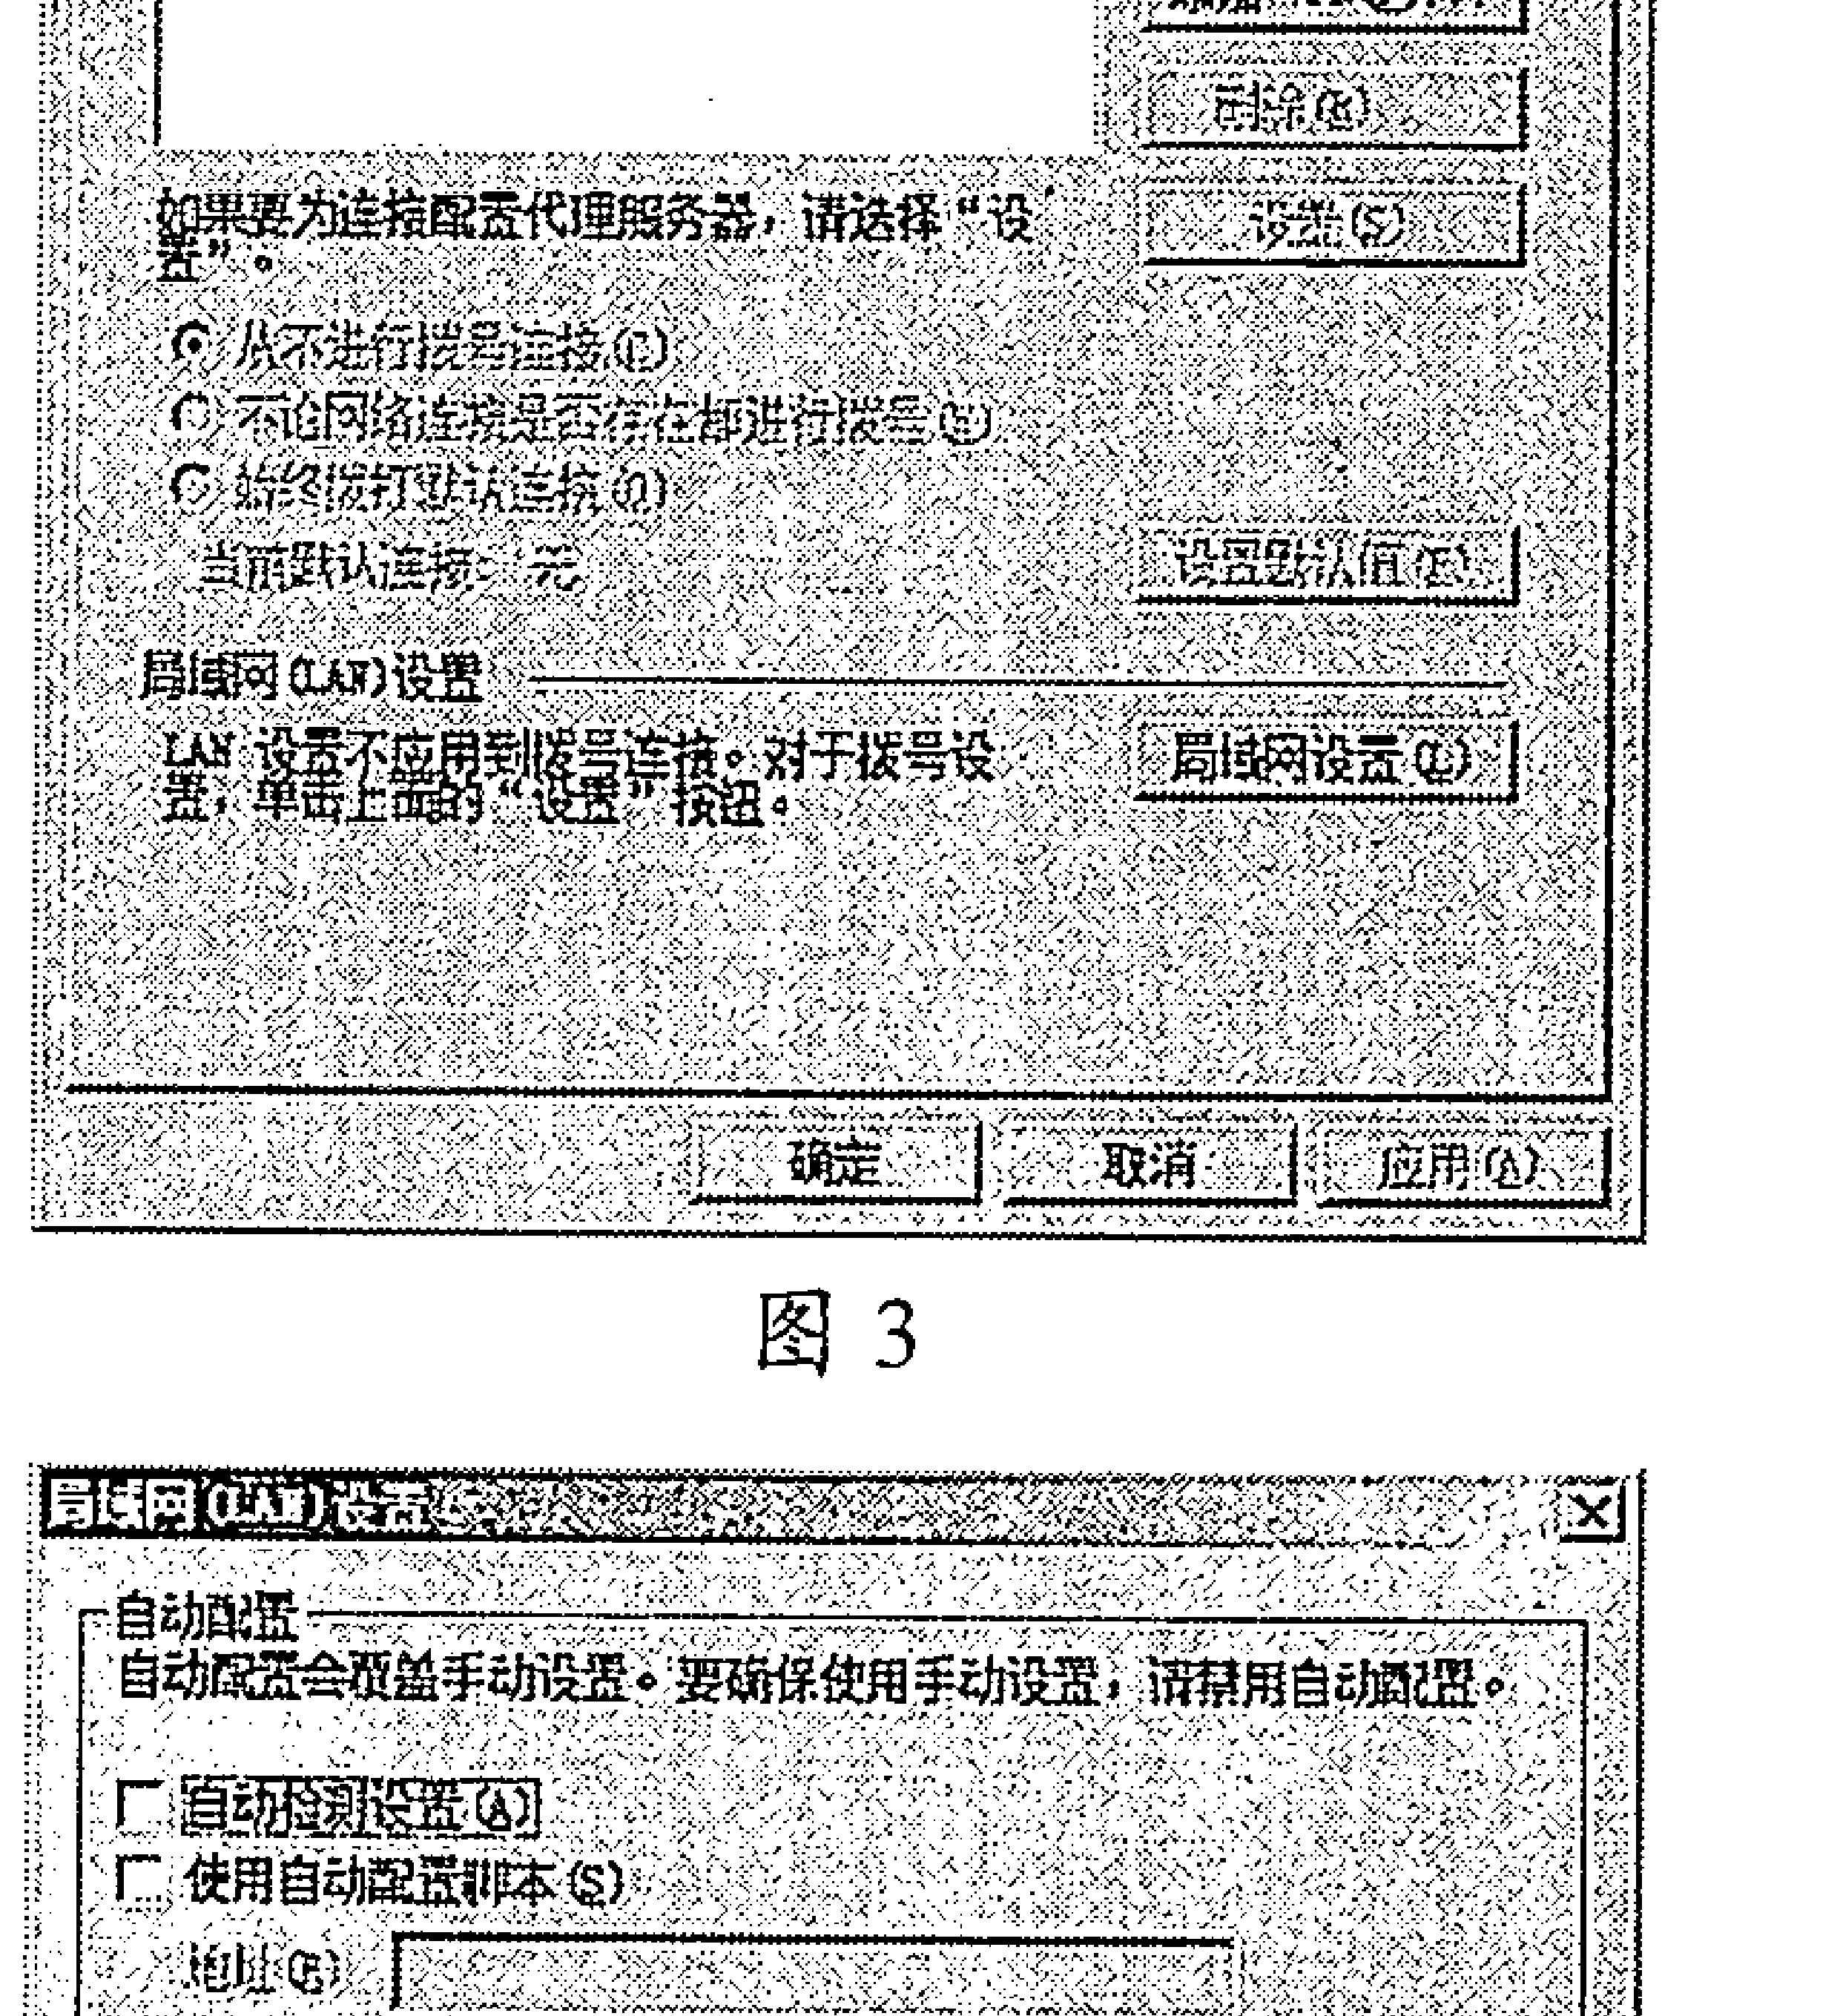 删除(R)
如果要为连接配置代理服务器，请选择“设
置”。
设置(S)
从不进行拨号连接(C)
不论网络连接是否存在都进行拨号(W)
始终拨打默认连接(O)
当前默认连接: 无
设置默认值(E)
局域网(LAN)设置
LAN 设置不应用到拨号连接。对于拨号设
置，单击上面的“设置”按钮。
局域网设置(L)
确定
取消
应用(A)
图 3
局域网(LAN)设置
自动配置
自动配置会覆盖手动设置。要确保使用手动设置，请禁用自动配置。
自动检测设置(A)
使用自动配置脚本(S)
地址(R)